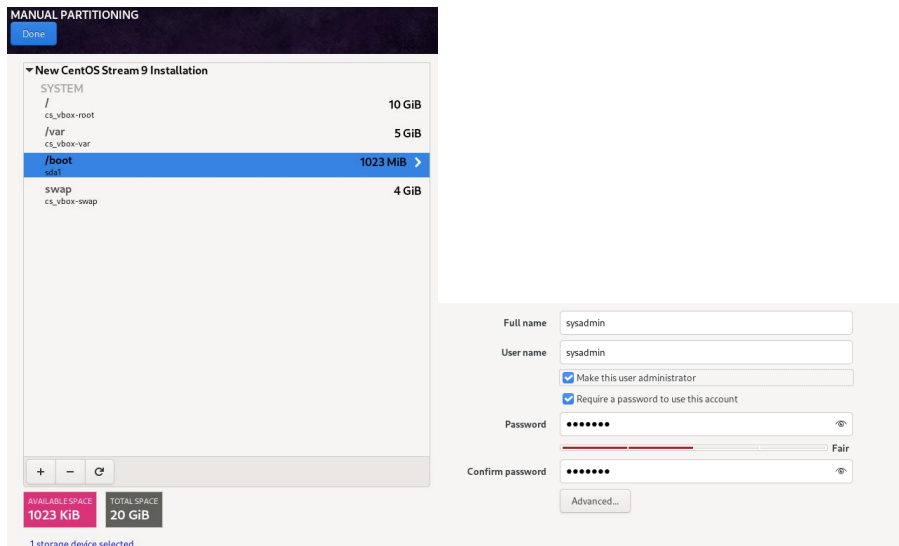 MANUAL PARTITIONING
Done
New CentOS Stream 9 Installation
SYSTEM
/
10 GiB
cs_vbox-root
/var
5 GiB
cs_vbox-var
/boot
1023 MiB
sda1
swap
4 GiB
cs_vbox-swap
+ −
AVAILABLE SPACE
1023 KiB
TOTAL SPACE
20 GiB
1 storage device selected
Full name
sysadmin
User name
sysadmin
Make this user administrator
Require a password to use this account
Password
●●●●●●●
Fair
Confirm password
●●●●●●●
Advanced...